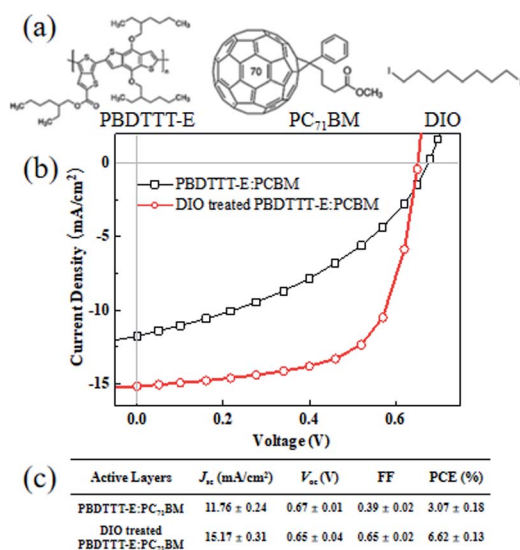 (a)
O
S
S
S
S
n
O
O
O
70
O
OCH₃
I
I
PBDTTT-E
PC₇₁BM
DIO
(b)
0
-5
-10
-15
Current Density (mA/cm²)
PBDTTT-E:PCBM
DIO treated PBDTTT-E:PCBM
0.0 0.2 0.4 0.6
Voltage (V)
(c)
Active Layers Jsc (mA/cm²) Voc (V) FF PCE (%)
PBDTTT-E:PC₇₁BM 11.76 ± 0.24 0.67 ± 0.01 0.39 ± 0.02 3.07 ± 0.18
DIO treated
PBDTTT-E:PC₇₁BM 15.17 ± 0.31 0.65 ± 0.04 0.65 ± 0.02 6.62 ± 0.13